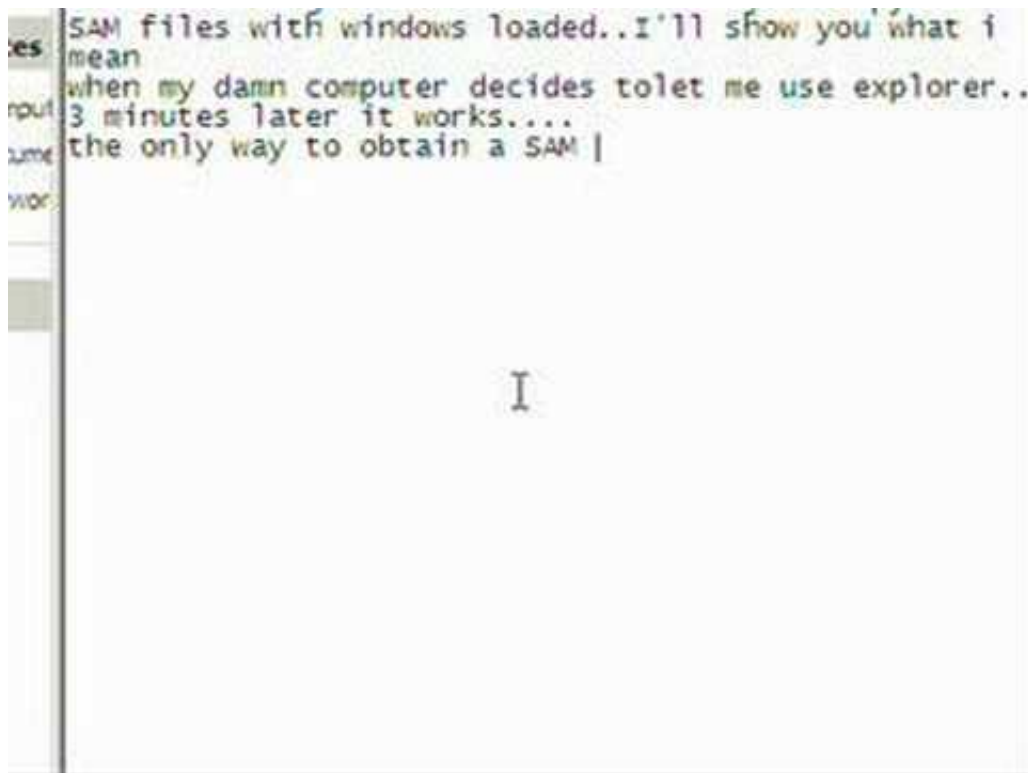 SAM files with windows loaded..I'll show you what i
mean
when my damn computer decides tolet me use explorer..
3 minutes later it works....
the only way to obtain a SAM